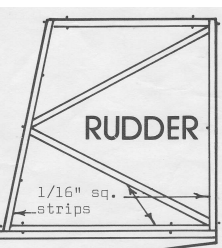 RUDDER
1/16" sq.
strips